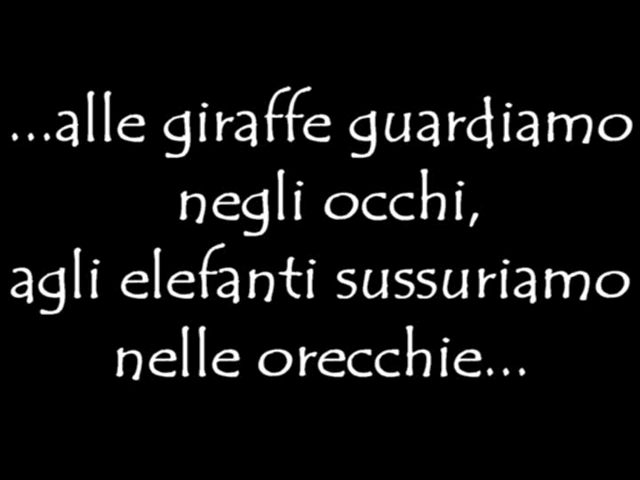 ...alle giraffe guardiamo
negli occhi,
agli elefanti sussuriamo
nelle orecchie...